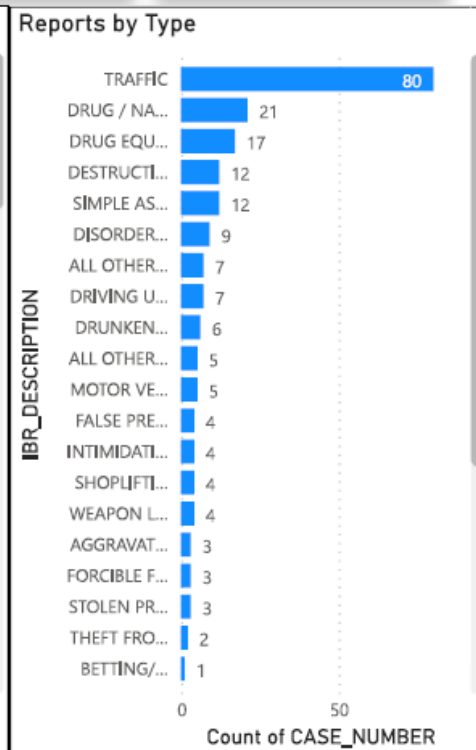 Reports by Type
TRAFFIC 80
DRUG / NA... 21
DRUG EQU... 17
DESTRUCTI... 12
SIMPLE AS... 12
DISORDER... 9
ALL OTHER... 7
DRIVING U... 7
DRUNKEN... 6
ALL OTHER... 5
MOTOR VE... 5
FALSE PRE... 4
INTIMIDATI... 4
SHOPLIFTI... 4
WEAPON L... 4
AGGRAVAT... 3
FORCIBLE F... 3
STOLEN PR... 3
THEFT FRO... 2
BETTING/... 1
IBR_DESCRIPTION
0 50
Count of CASE_NUMBER